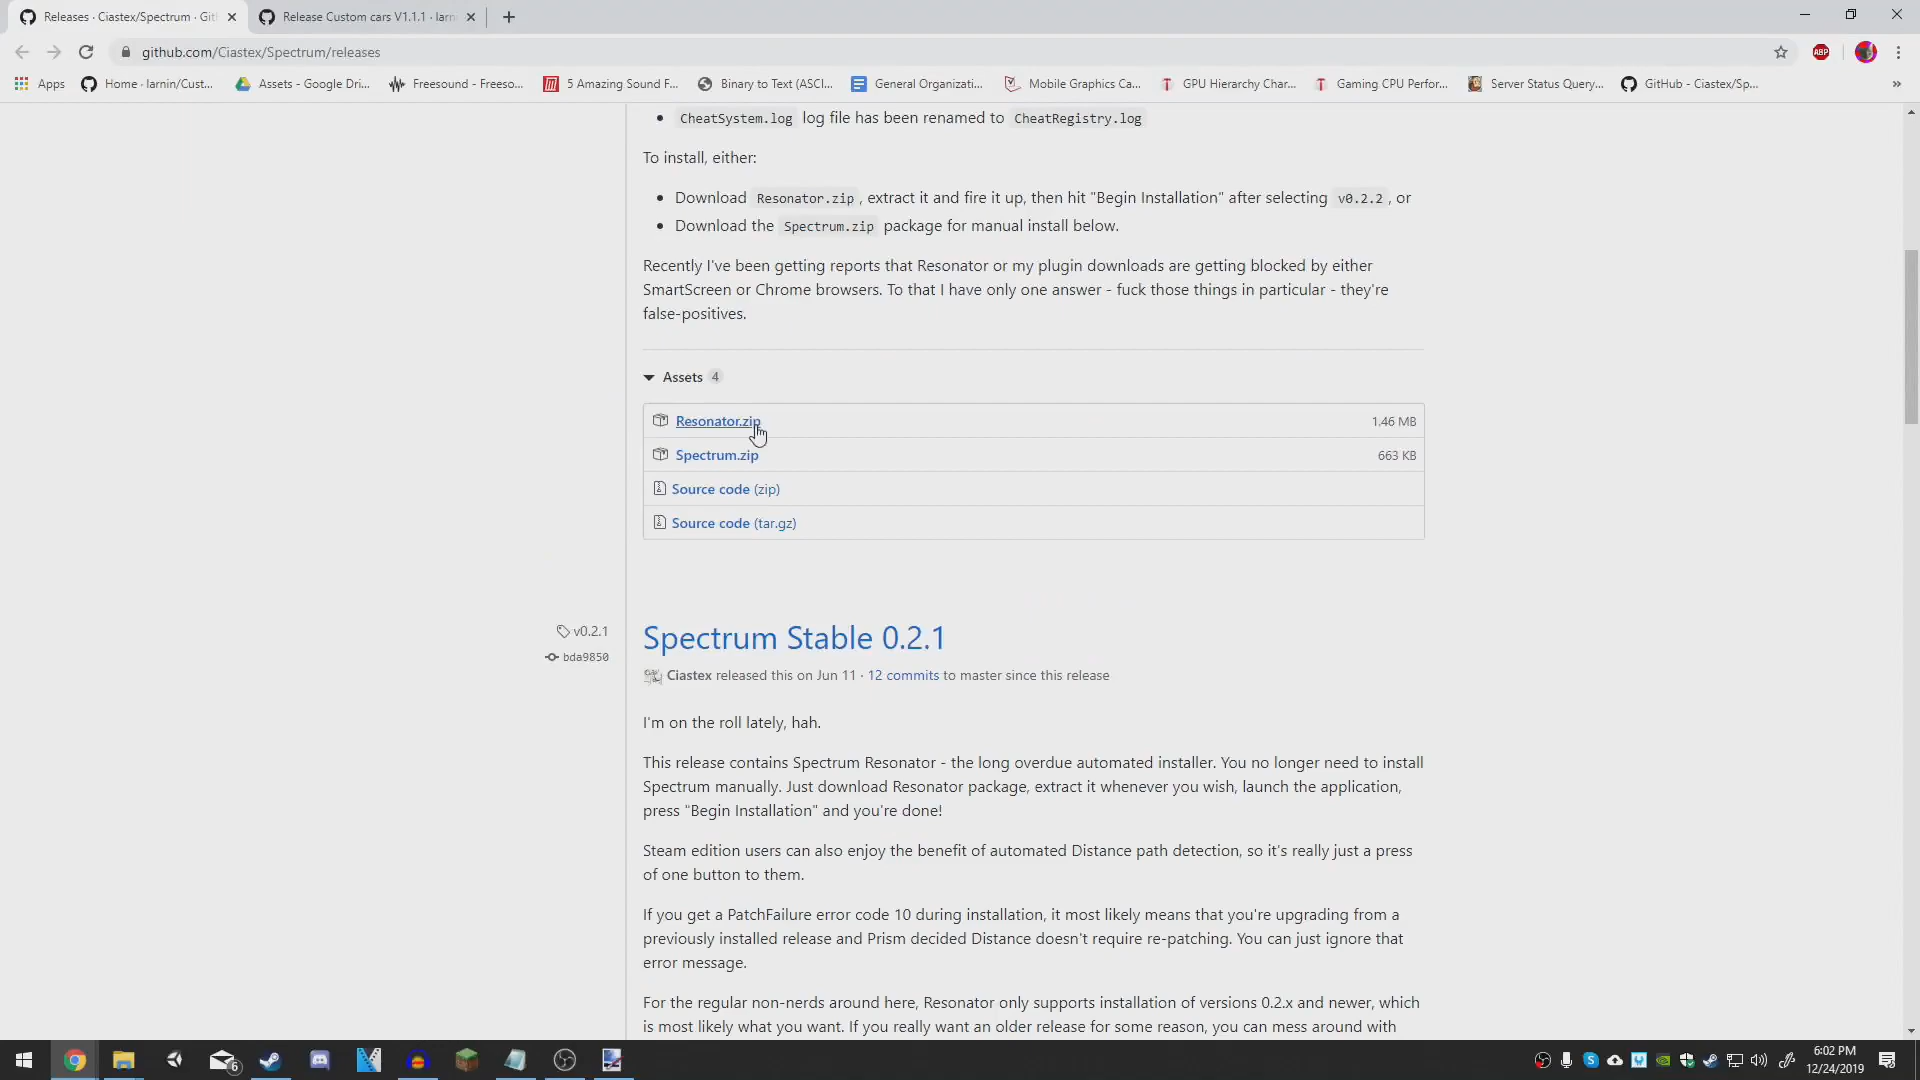 Releases · Ciastex/Spectrum · Git
Release Custom cars V1.1.1 · larn
github.com/Ciastex/Spectrum/releases
ABP
Apps
Home · larnin/Cust...
Assets - Google Dri...
Freesound - Freeso...
5 Amazing Sound F...
Binary to Text (ASCI...
General Organizati...
Mobile Graphics Ca...
GPU Hierarchy Char...
Gaming CPU Perfor...
Server Status Query...
GitHub - Ciastex/Sp...
»
• CheatSystem.log log file has been renamed to CheatRegistry.log
To install, either:
• Download Resonator.zip , extract it and fire it up, then hit "Begin Installation" after selecting v0.2.2 , or
• Download the Spectrum.zip package for manual install below.
Recently I've been getting reports that Resonator or my plugin downloads are getting blocked by either
SmartScreen or Chrome browsers. To that I have only one answer - fuck those things in particular - they're
false-positives.
Assets 4
Resonator.zip 1.46 MB
Spectrum.zip 663 KB
Source code (zip)
Source code (tar.gz)
v0.2.1
bda9850
Spectrum Stable 0.2.1
Ciastex released this on Jun 11 · 12 commits to master since this release
I'm on the roll lately, hah.
This release contains Spectrum Resonator - the long overdue automated installer. You no longer need to install
Spectrum manually. Just download Resonator package, extract it whenever you wish, launch the application,
press "Begin Installation" and you're done!
Steam edition users can also enjoy the benefit of automated Distance path detection, so it's really just a press
of one button to them.
If you get a PatchFailure error code 10 during installation, it most likely means that you're upgrading from a
previously installed release and Prism decided Distance doesn't require re-patching. You can just ignore that
error message.
For the regular non-nerds around here, Resonator only supports installation of versions 0.2.x and newer, which
is most likely what you want. If you really want an older release for some reason, you can mess around with
6
6:02 PM
12/24/2019